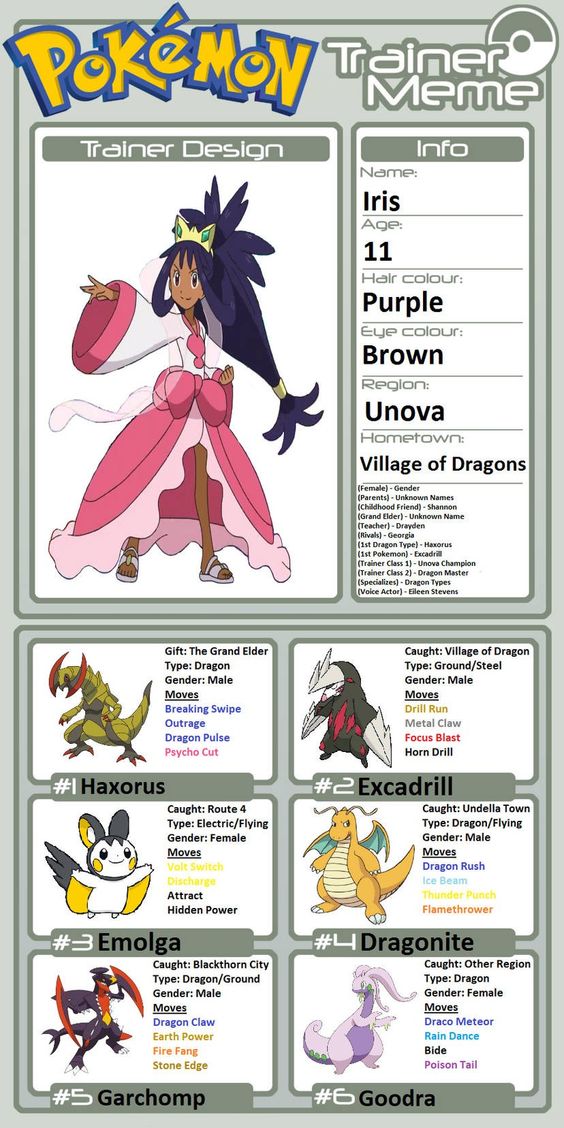 POKéMON
Trainer
Meme
Trainer Design
Info
Name:
Iris
Age:
11
Hair colour:
Purple
Eye colour:
Brown
Region:
Unova
Hometown:
Village of Dragons
(Female) - Gender
(Parents) - Unknown Names
(Childhood Friend) - Shannon
(Grand Elder) - Unknown Name
(Teacher) - Drayden
(Rivals) - Georgia
(1st Dragon Type) - Haxorus
(1st Pokemon) - Excadrill
(Trainer Class 1) - Unova Champion
(Trainer Class 2) - Dragon Master
(Specializes) - Dragon Types
(Voice Actor) - Eileen Stevens
Gift: The Grand Elder
Type: Dragon
Gender: Male
Moves
Breaking Swipe
Outrage
Dragon Pulse
Psycho Cut
#1 Haxorus
Caught: Village of Dragon
Type: Ground/Steel
Gender: Male
Moves
Drill Run
Metal Claw
Focus Blast
Horn Drill
#2 Excadrill
Caught: Route 4
Type: Electric/Flying
Gender: Female
Moves
Volt Switch
Discharge
Attract
Hidden Power
#3 Emolga
Caught: Undella Town
Type: Dragon/Flying
Gender: Male
Moves
Dragon Rush
Ice Beam
Thunder Punch
Flamethrower
#4 Dragonite
Caught: Blackthorn City
Type: Dragon/Ground
Gender: Male
Moves
Dragon Claw
Earth Power
Fire Fang
Stone Edge
#5 Garchomp
Caught: Other Region
Type: Dragon
Gender: Female
Moves
Draco Meteor
Rain Dance
Bide
Poison Tail
#6 Goodra